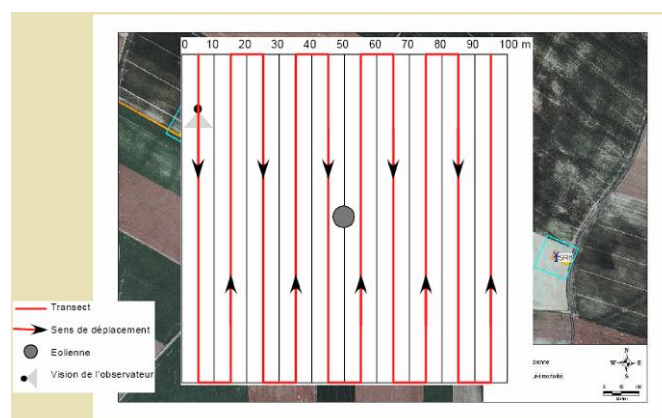 0 10 20 30 40 50 60 70 80 90 100 m
SR6
Transect
Sens de déplacement
Eolienne
Vision de l'observateur
N
W E
S